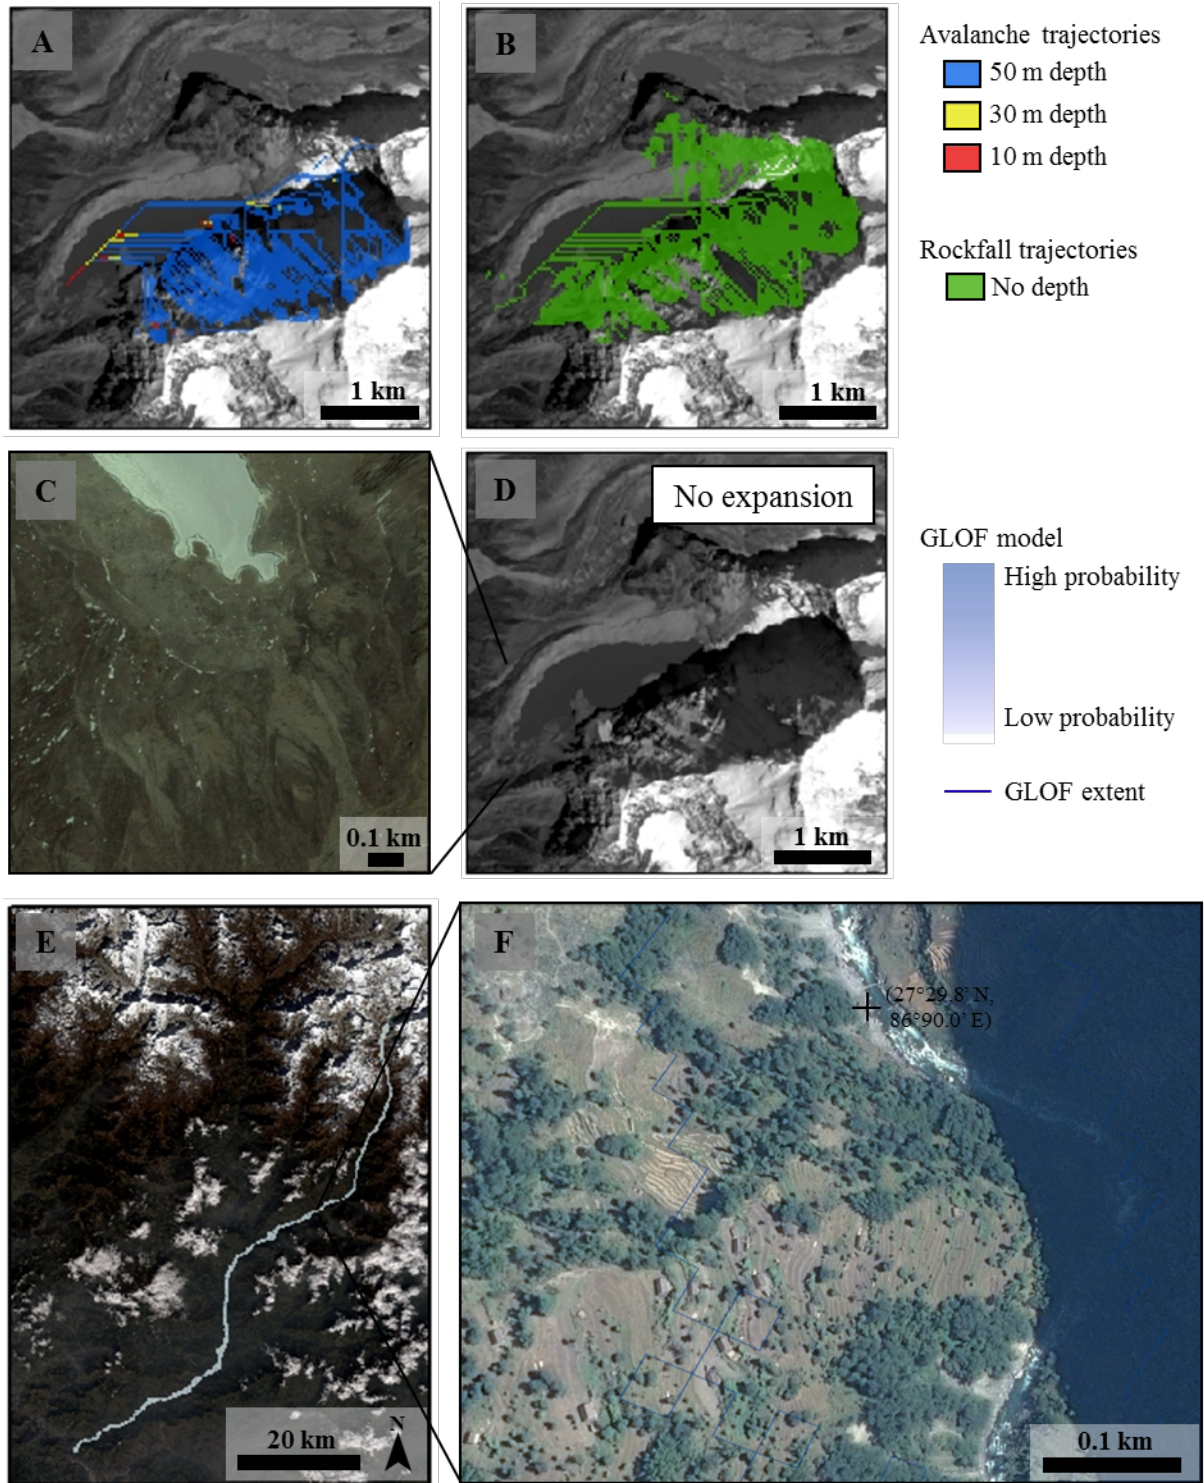 A
B
Avalanche trajectories
50 m depth
30 m depth
10 m depth
Rockfall trajectories
No depth
1 km
1 km
C
D
No expansion
GLOF model
High probability
Low probability
GLOF extent
0.1 km
1 km
E
F
(27°29.8' N,
86°90.0' E)
N
20 km
0.1 km